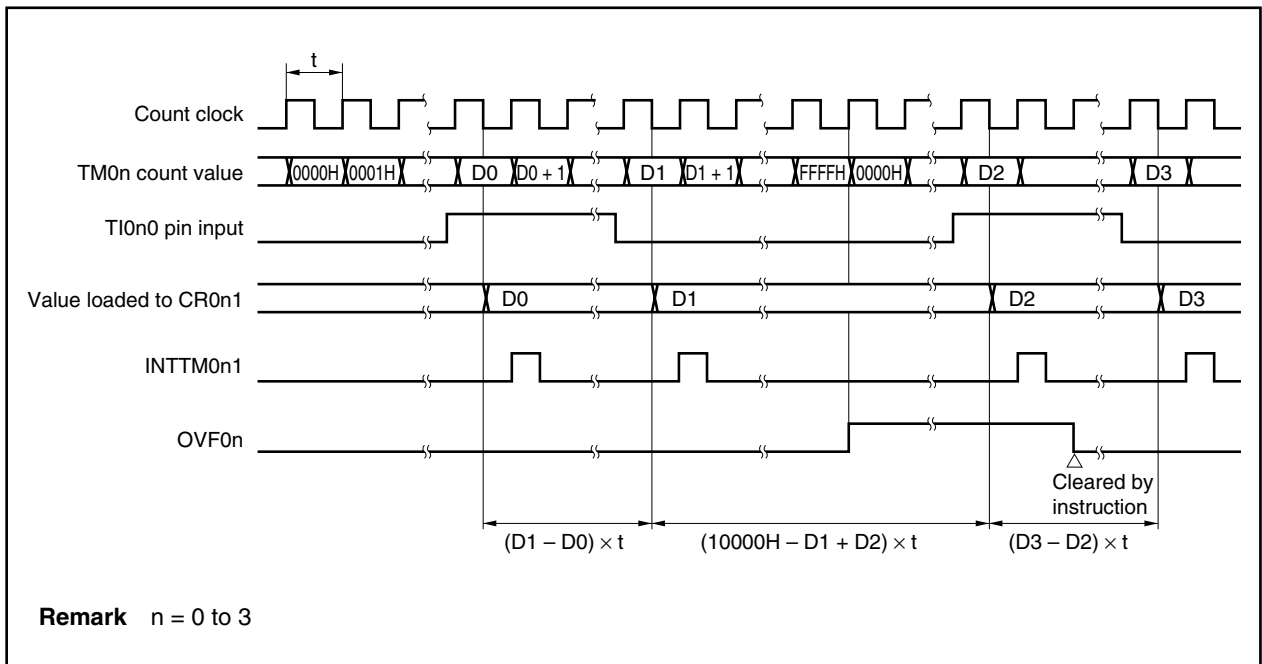 t
Count clock
TM0n count value 0000H 0001H D0 D0 + 1 D1 D1 + 1 FFFFH 0000H D2 D3
TI0n0 pin input
Value loaded to CR0n1 D0 D1 D2 D3
INTTM0n1
OVF0n
Cleared by
instruction
(D1 – D0) × t (10000H – D1 + D2) × t (D3 – D2) × t
Remark n = 0 to 3